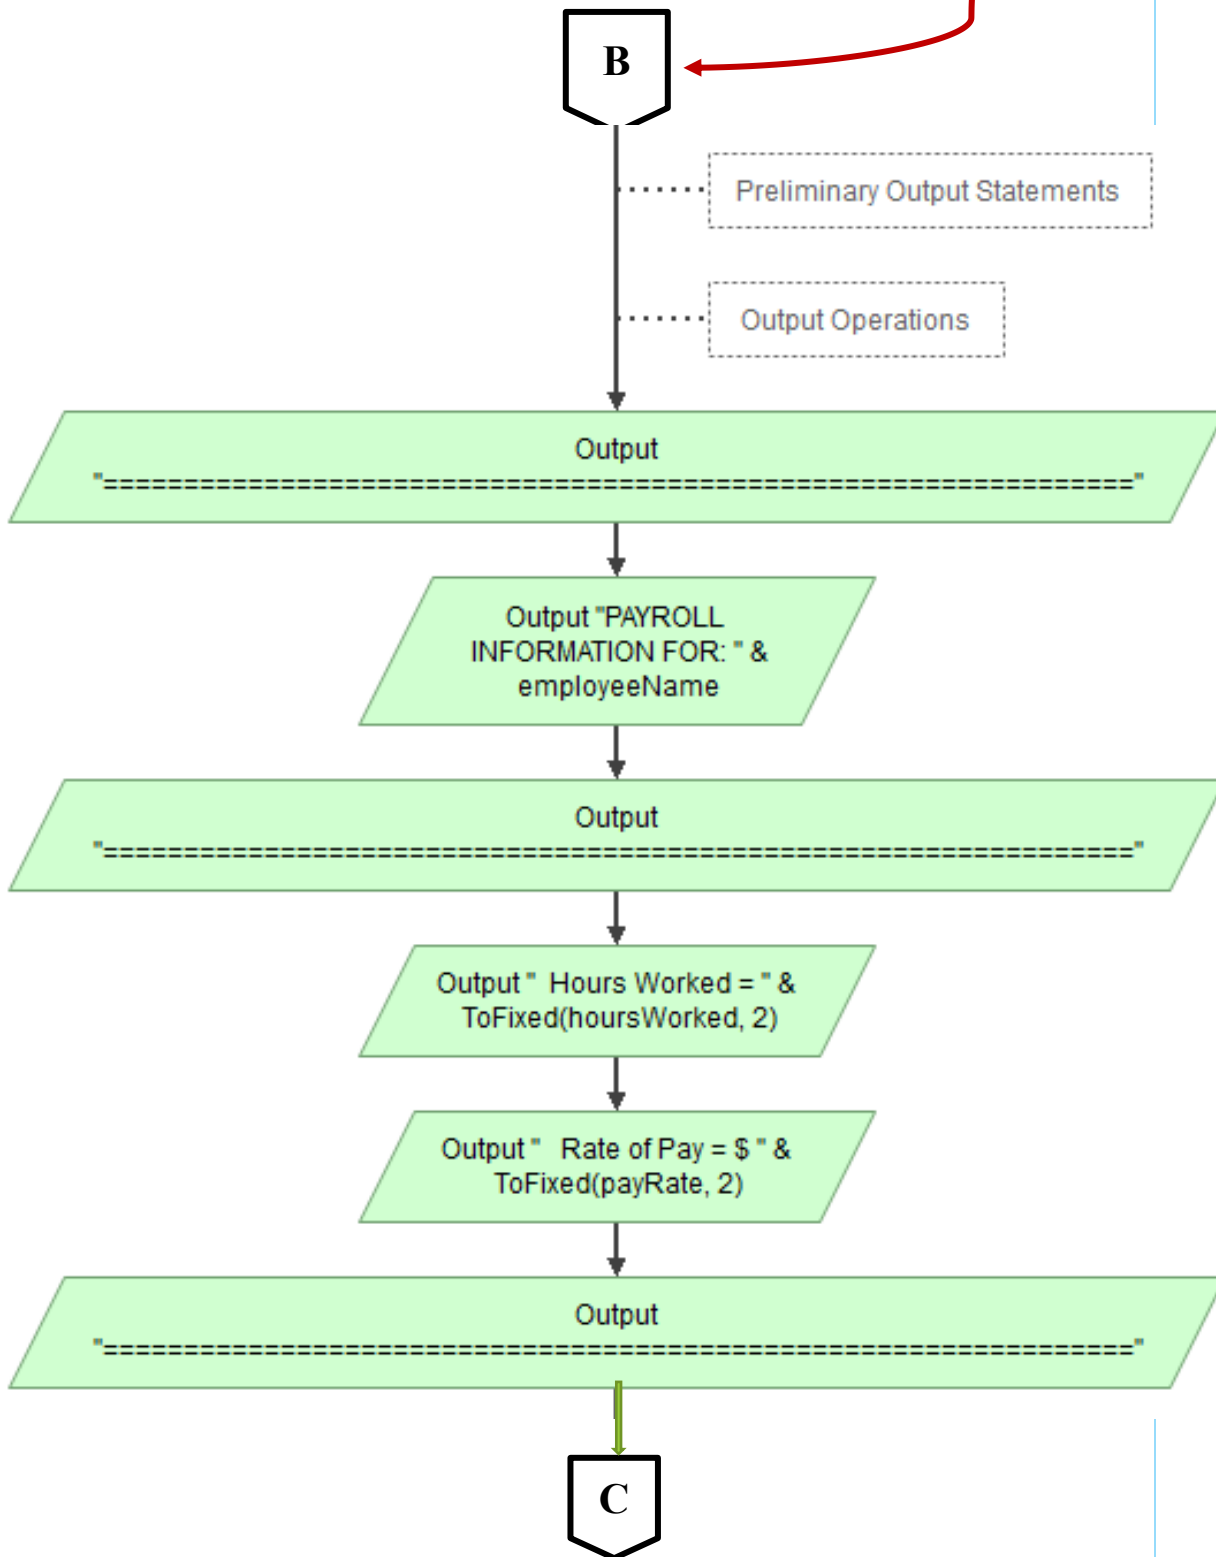 B
Preliminary Output Statements
Output Operations
Output
"================================================================"
Output "PAYROLL
INFORMATION FOR: " &
employeeName
Output
"================================================================"
Output "  Hours Worked = " &
ToFixed(hoursWorked, 2)
Output "   Rate of Pay = $ " &
ToFixed(payRate, 2)
Output
"================================================================"
C